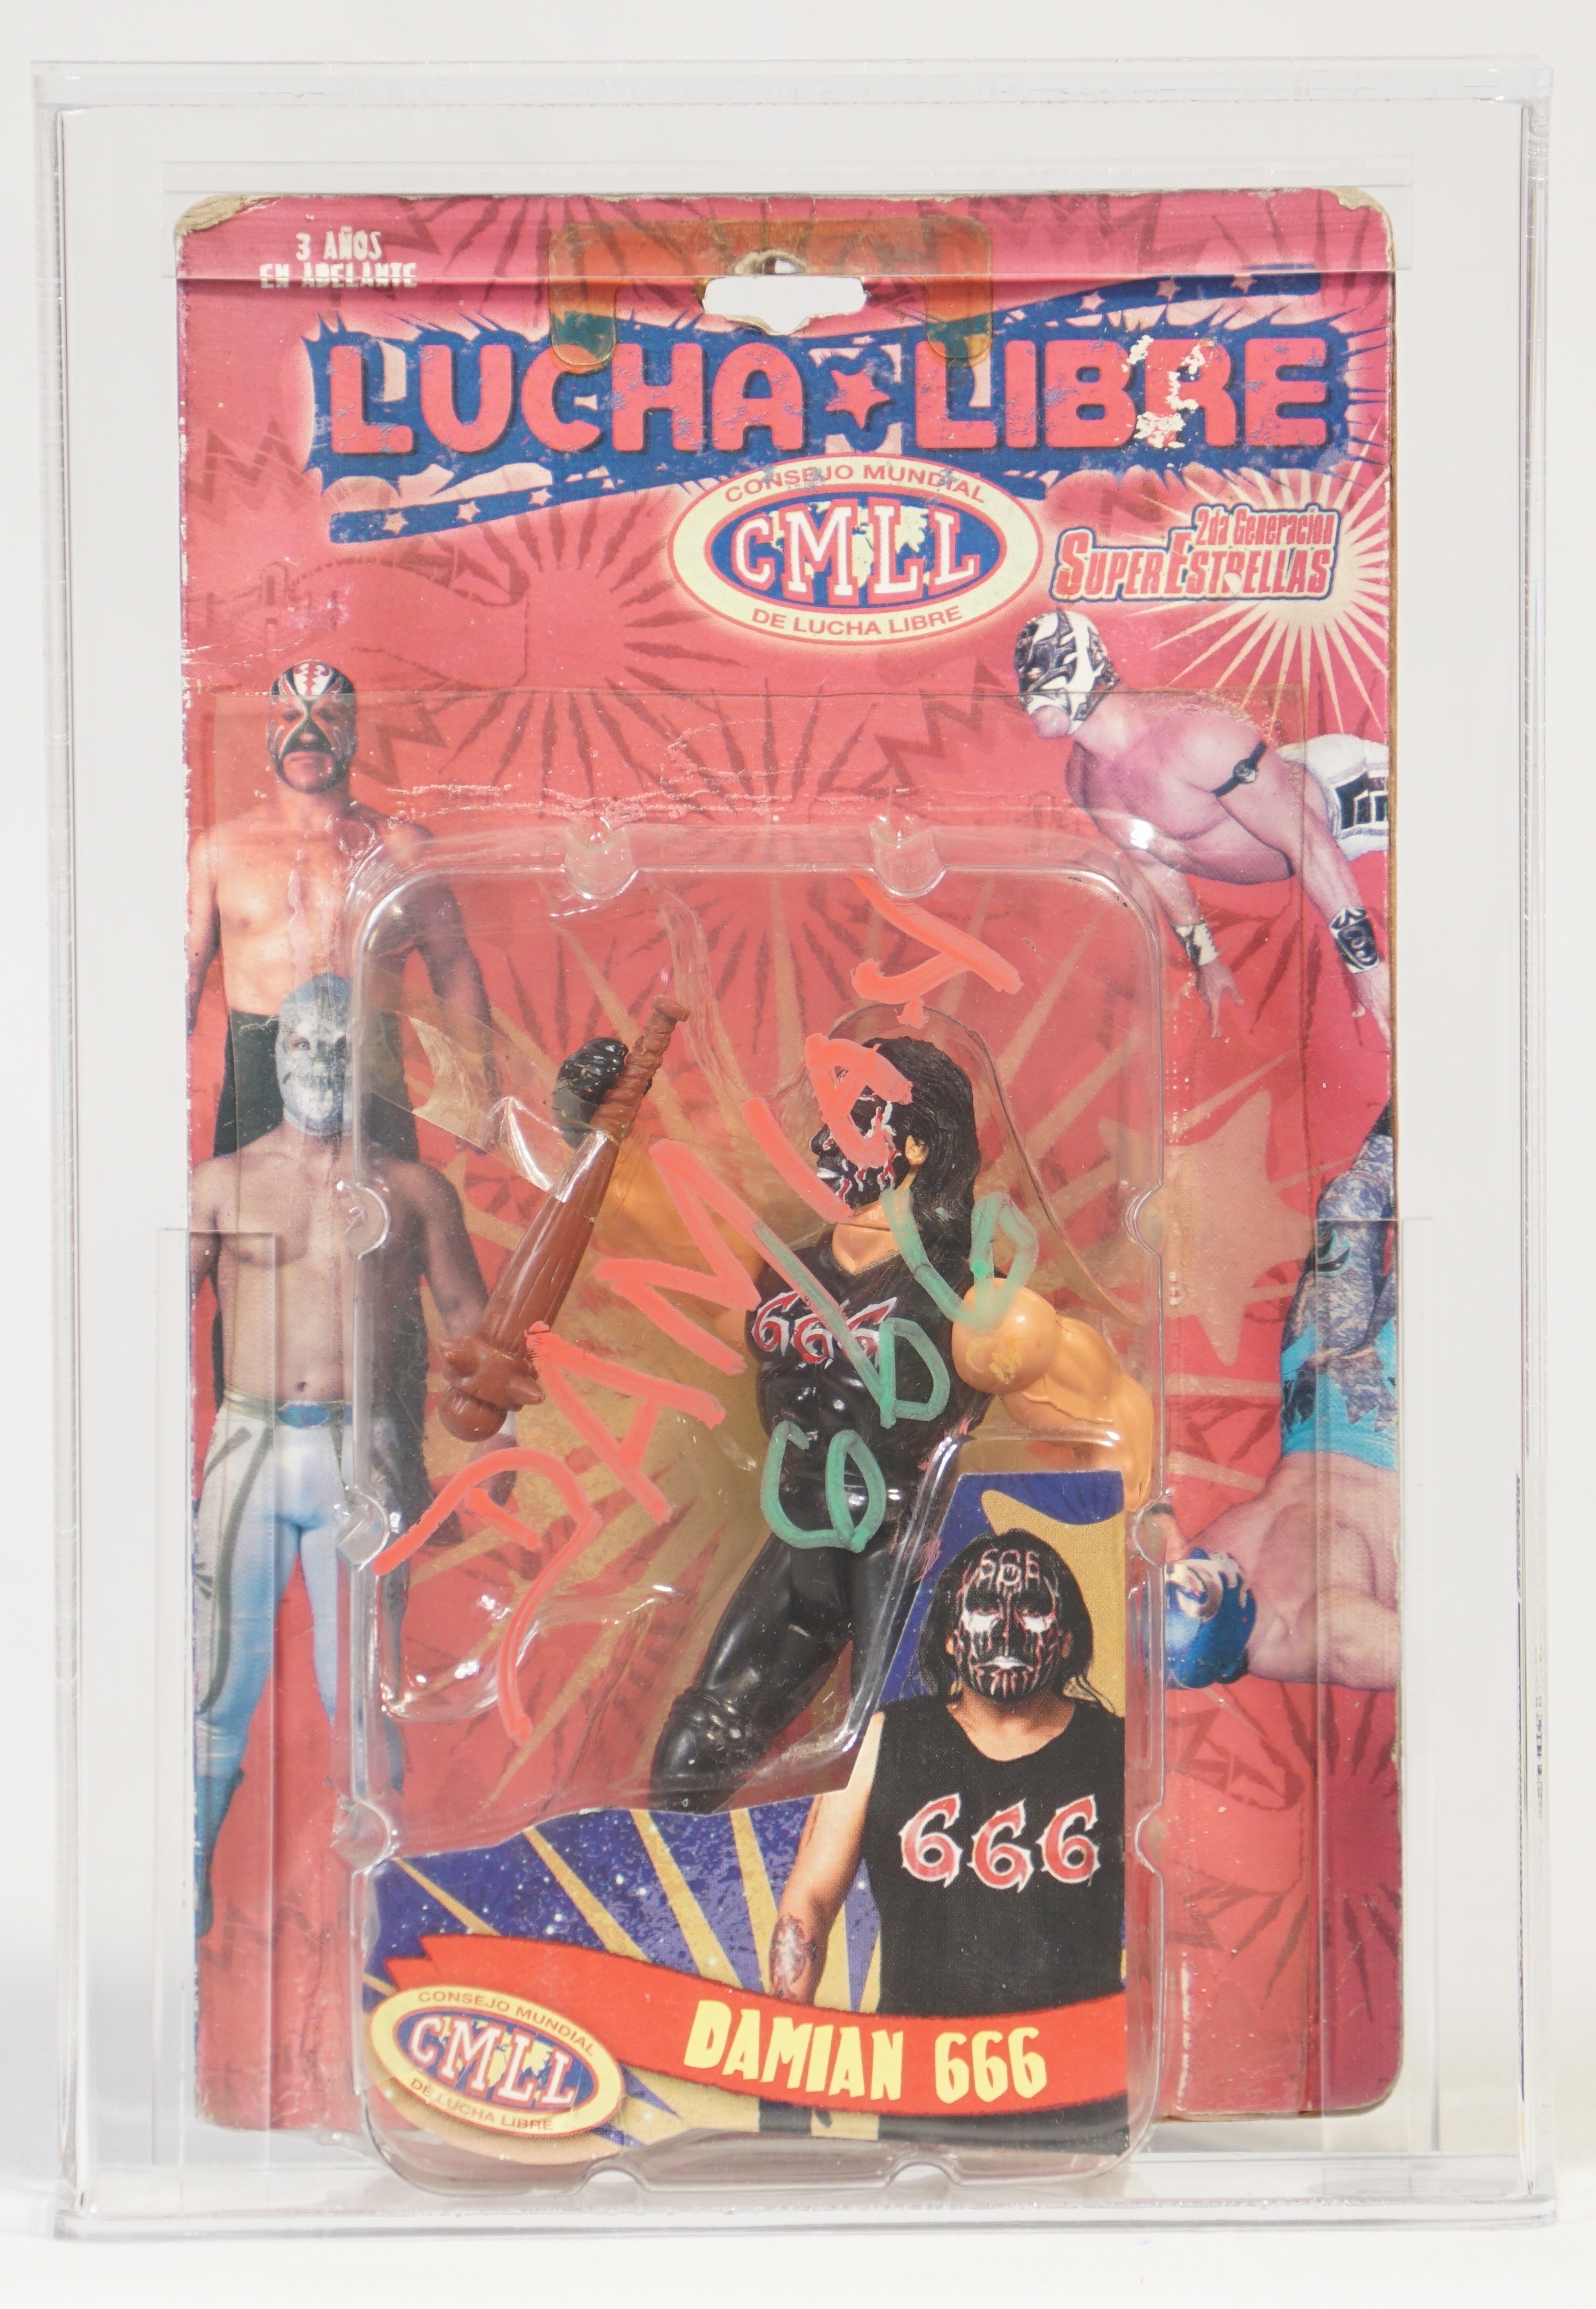 3 AÑOS
EN ADELANTE
LUCHA LIBRE
CONSEJO MUNDIAL
CMLL
DE LUCHA LIBRE
2da Generacion
SUPERESTRELLAS
666
666
666
CONSEJO MUNDIAL
CMLL
DE LUCHA LIBRE
DAMIAN 666